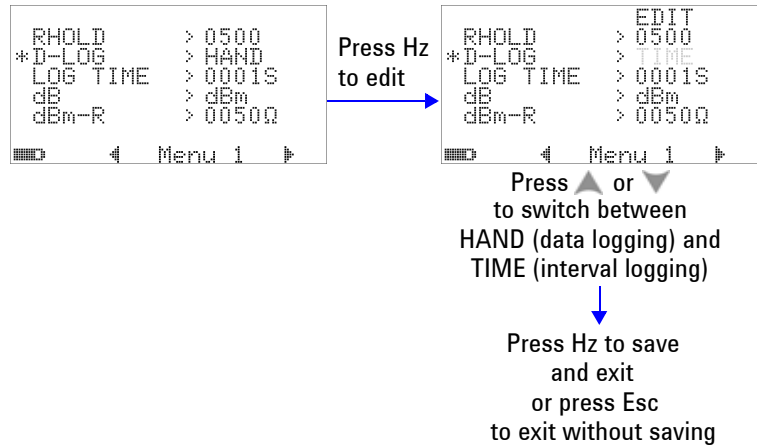 RHOLD > 0500
*D-LOG > HAND
LOG TIME > 0001S
dB > dBm
dBm-R > 0050Ω
Menu 1
Press Hz
to edit
EDIT
RHOLD > 0500
*D-LOG > TIME
LOG TIME > 0001S
dB > dBm
dBm-R > 0050Ω
Menu 1
Press or
to switch between
HAND (data logging) and
TIME (interval logging)
Press Hz to save
and exit
or press Esc
to exit without saving